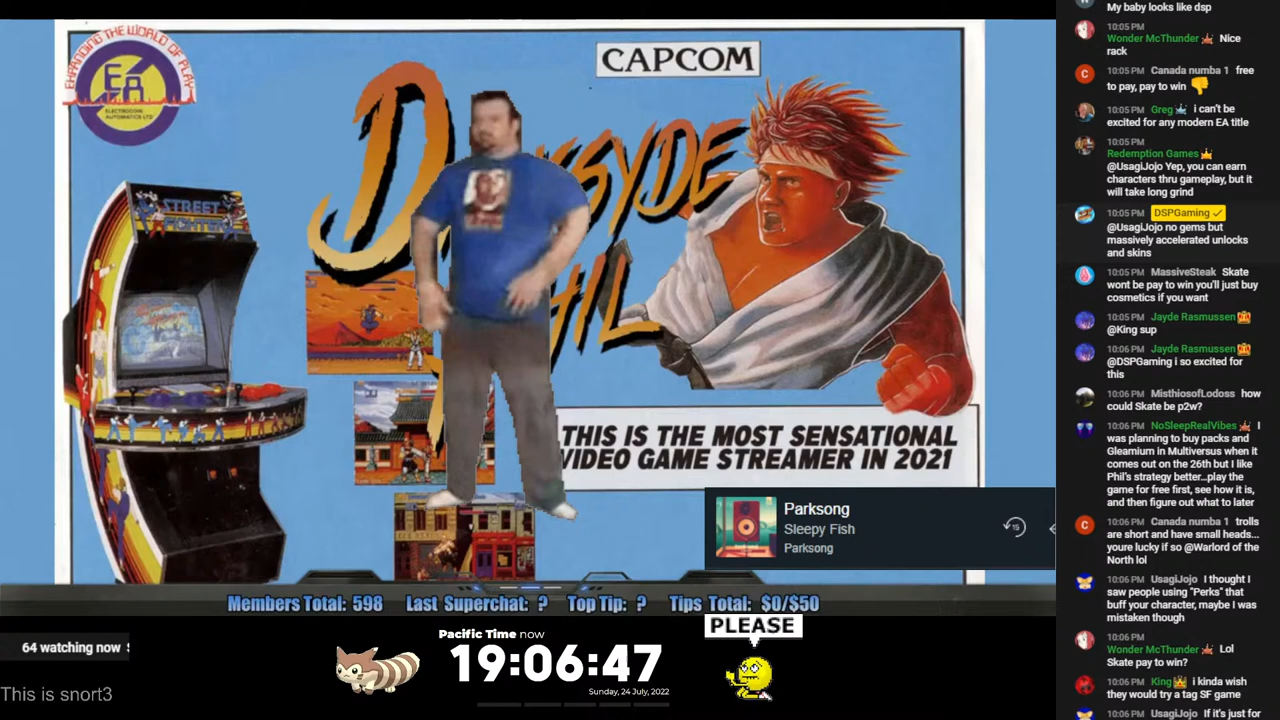 EXPANDING THE WORLD OF PLAY
EA
ELECTROCOIN
AUTOMATICS LTD
CAPCOM
STREET
FIGHTER
THIS IS THE MOST SENSATIONAL
VIDEO GAME STREAMER IN 2021
Parksong
Sleepy Fish
Parksong
15
Members Total: 598 Last Superchat: ? Top Tip: ? Tips Total: $0/$50
64 watching now
This is snort3
Pacific Time now
19:06:47
Sunday, 24 July, 2022
PLEASE
My baby looks like dsp
10:05 PM
Wonder McThunder Nice
rack
10:05 PM Canada numba 1 free
to pay, pay to win
10:05 PM Greg i can't be
excited for any modern EA title
10:05 PM
Redemption Games
@UsagiJojo Yep, you can earn
characters thru gameplay, but it
will take long grind
10:05 PM DSPGaming
@UsagiJojo no gems but
massively accelerated unlocks
and skins
10:05 PM MassiveSteak Skate
wont be pay to win you'll just buy
cosmetics if you want
10:05 PM Jayde Rasmussen
@King sup
10:06 PM Jayde Rasmussen
@DSPGaming i so excited for
this
10:06 PM MisthiosofLodoss how
could Skate be p2w?
10:06 PM NoSleepRealVibes I
was planning to buy packs and
Gleamium in Multiversus when it
comes out on the 26th but I like
Phil's strategy better...play the
game for free first, see how it is,
and then figure out what to later
10:06 PM Canada numba 1 trolls
are short and have small heads...
youre lucky if so @Warlord of the
North lol
10:06 PM UsagiJojo I thought I
saw people using "Perks" that
buff your character, maybe I was
mistaken though
10:06 PM
Wonder McThunder Lol
Skate pay to win?
10:06 PM King i kinda wish
they would try a tag SF game
10:06 PM UsagiJojo If it's just for